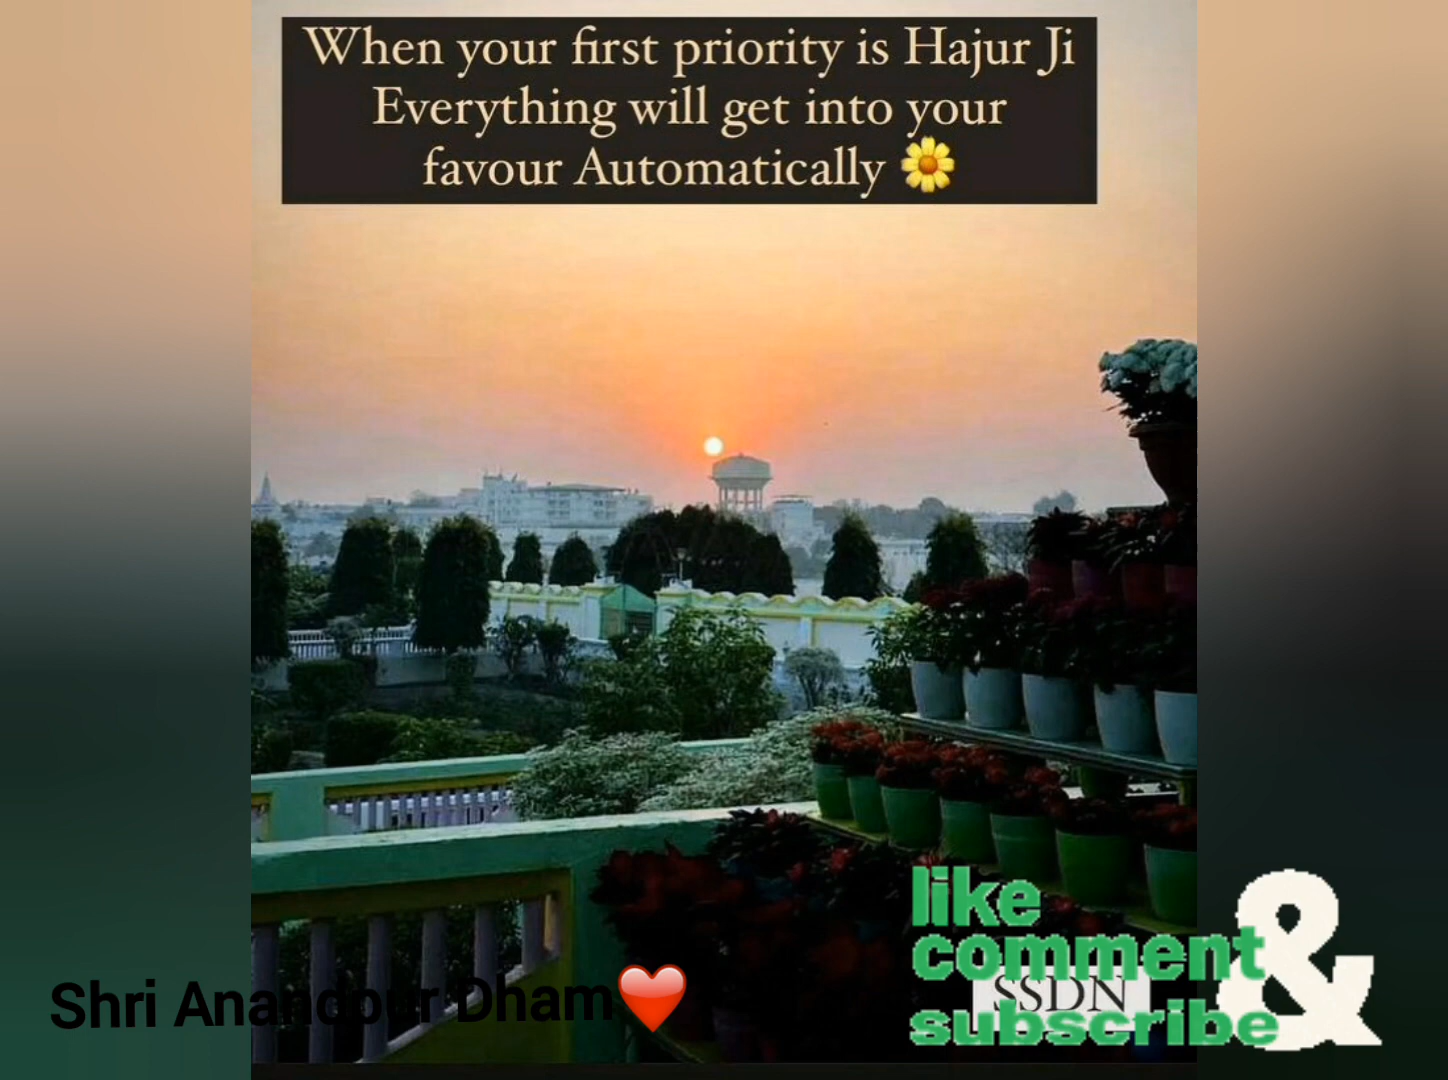 When your first priority is Hajur Ji
Everything will get into your
favour Automatically 🌼
Shri Anandpur Dham❤️
like
comment &
SSDN
subscribe